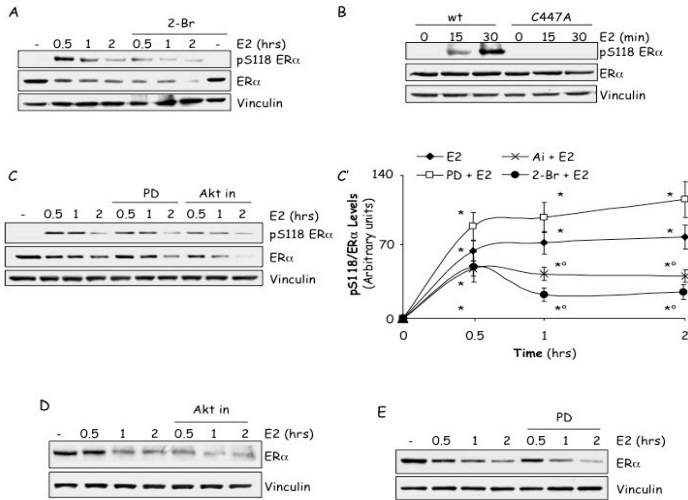 A
2-Br
- 0.5 1 2 0.5 1 2 - E2 (hrs)
pS118 ERα
ERα
Vinculin
B
wt C447A
0 15 30 0 15 30 E2 (min)
pS118 ERα
ERα
Vinculin
C
PD Akt in
- 0.5 1 2 0.5 1 2 0.5 1 2 E2 (hrs)
pS118 ERα
ERα
Vinculin
C'
E2 Ai + E2
PD + E2 2-Br + E2
pS118/ERα Levels
(Arbitrary units)
140
* * *
70
* * *
* *° *°
0
* *° *°
0 0.5 1 2
Time (hrs)
D
Akt in
- 0.5 1 2 0.5 1 2 E2 (hrs)
ERα
Vinculin
E
PD
- 0.5 1 2 0.5 1 2 E2 (hrs)
ERα
Vinculin